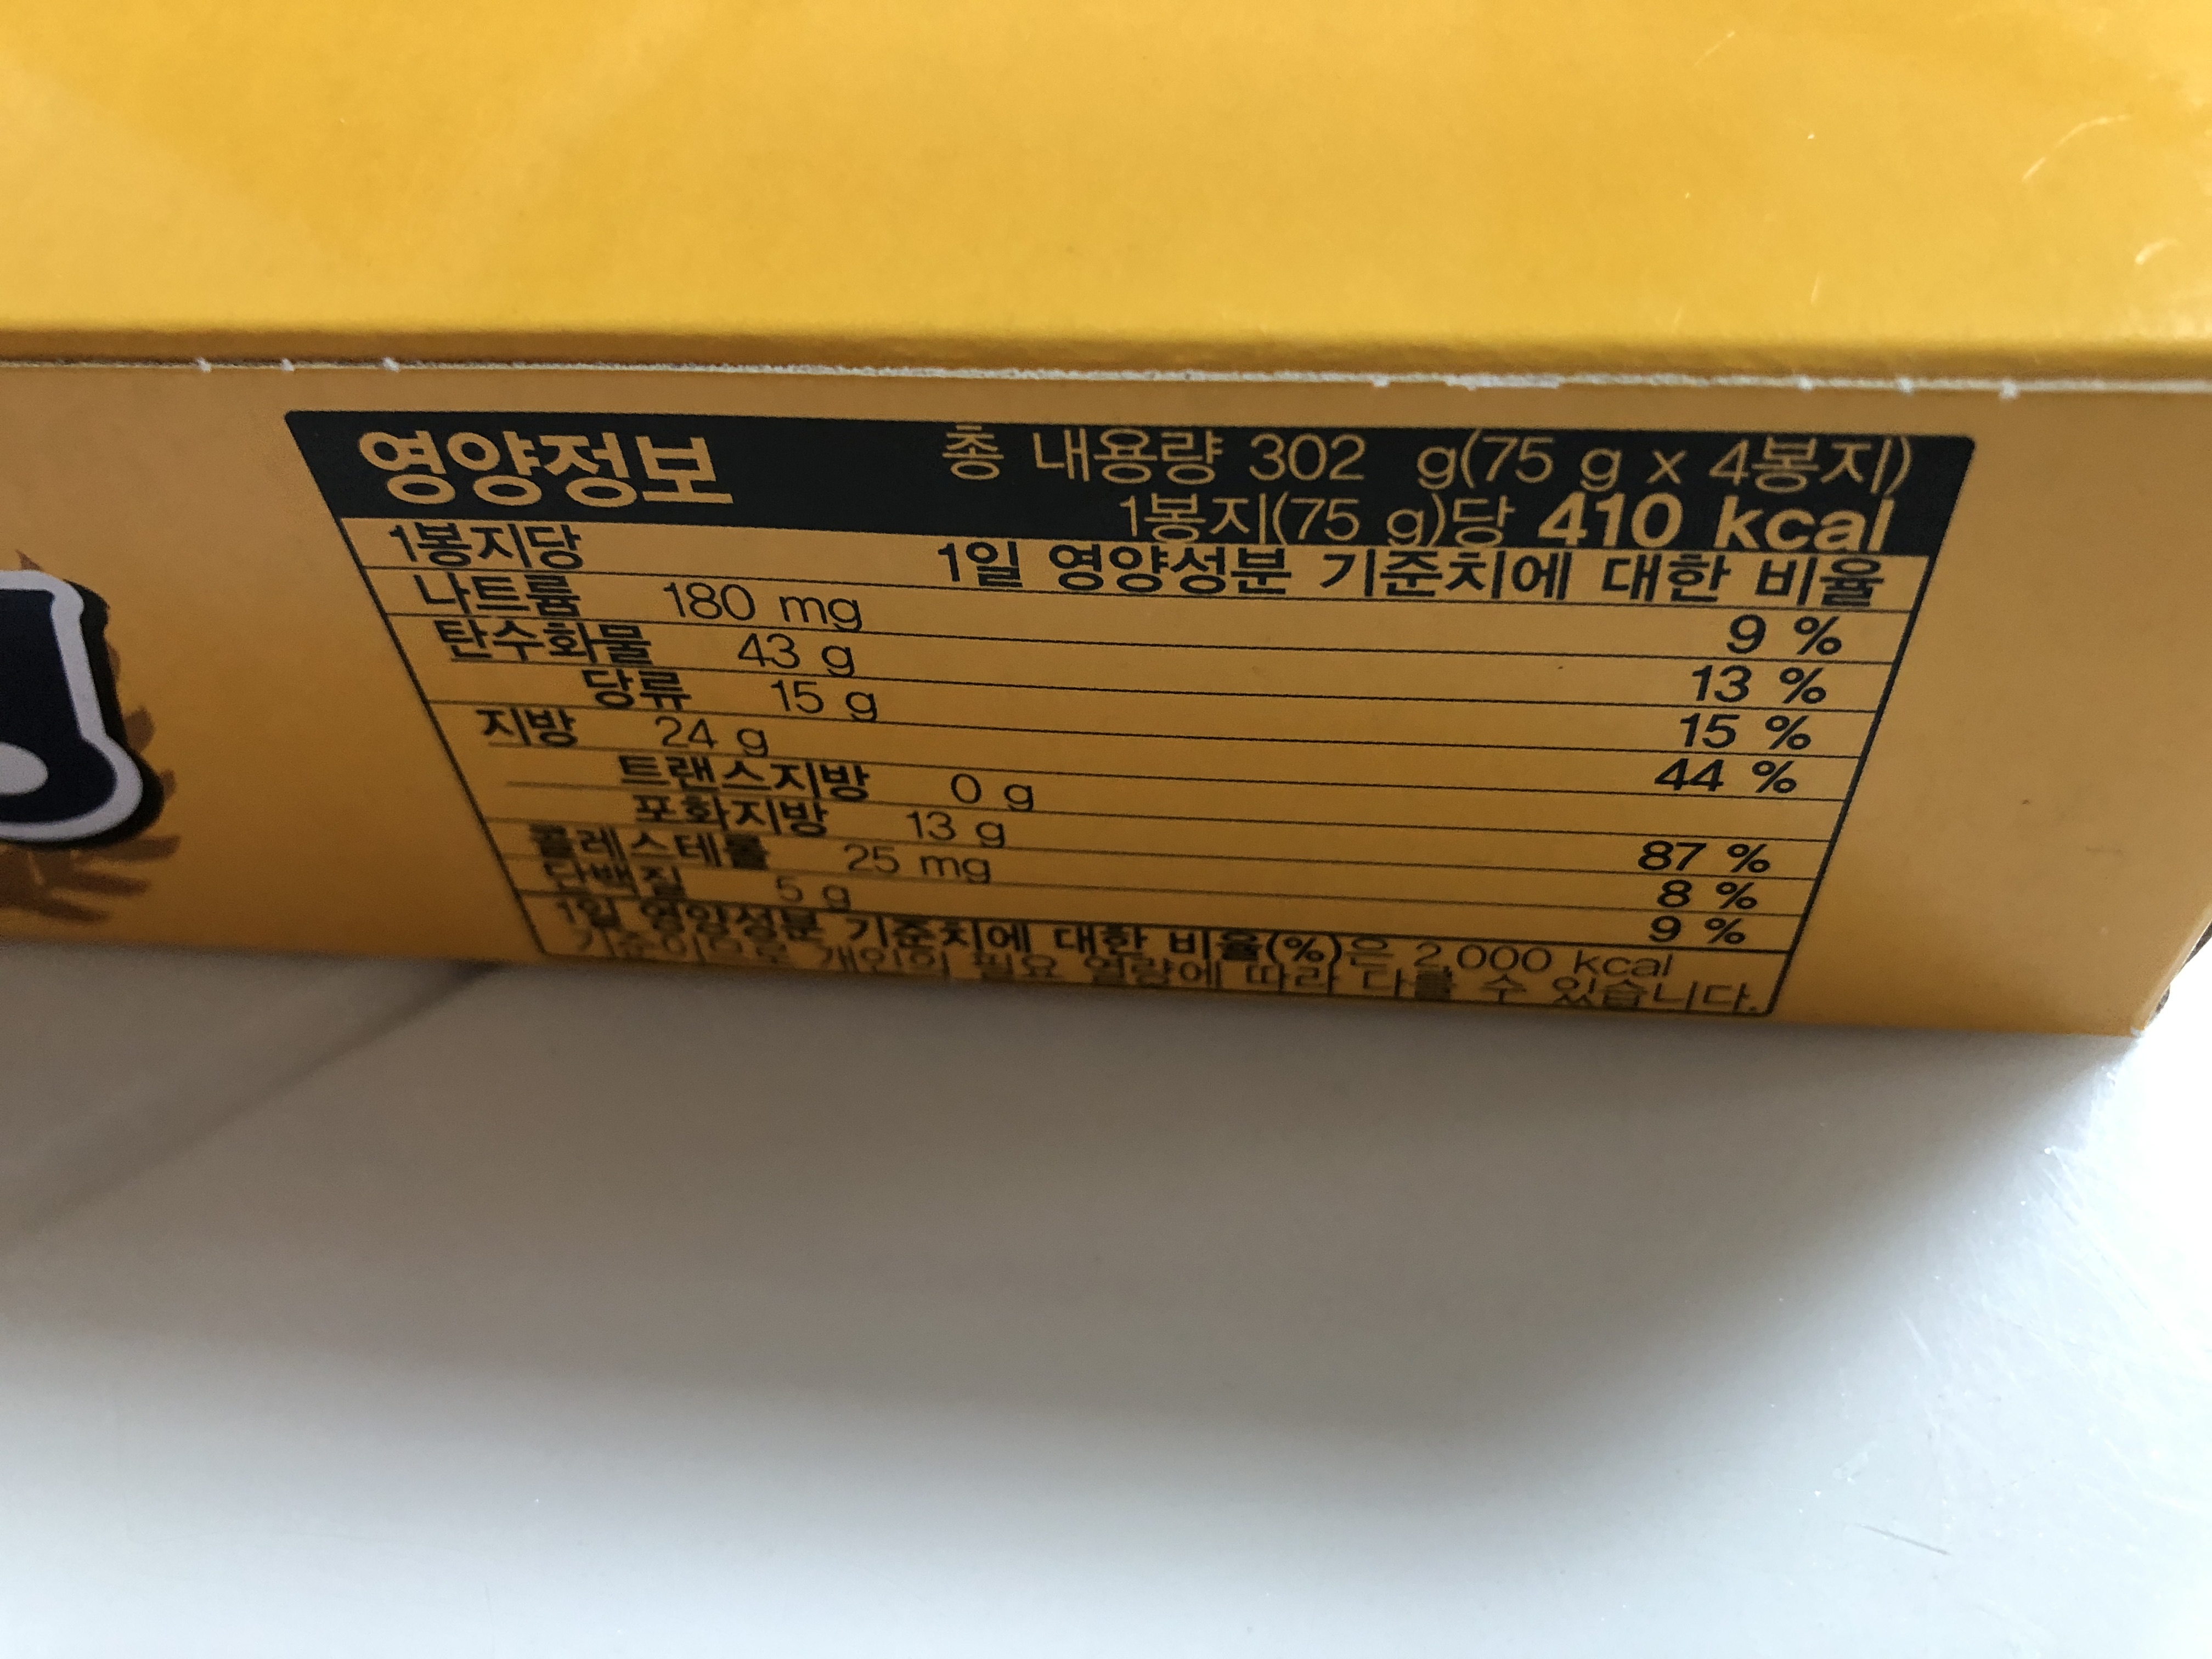 영양정보
총 내용량 302 g(75 g x 4봉지)
1봉지(75 g)당 410 kcal
1봉지당 1일 영양성분 기준치에 대한 비율
나트륨 180 mg 9 %
탄수화물 43 g 13 %
당류 15 g 15 %
지방 24 g 44 %
트랜스지방 0 g
포화지방 13 g 87 %
콜레스테롤 25 mg 8 %
단백질 5 g 9 %
1일 영양성분 기준치에 대한 비율(%)은 2,000 kcal
기준이므로 개인의 필요 열량에 따라 다를 수 있습니다.